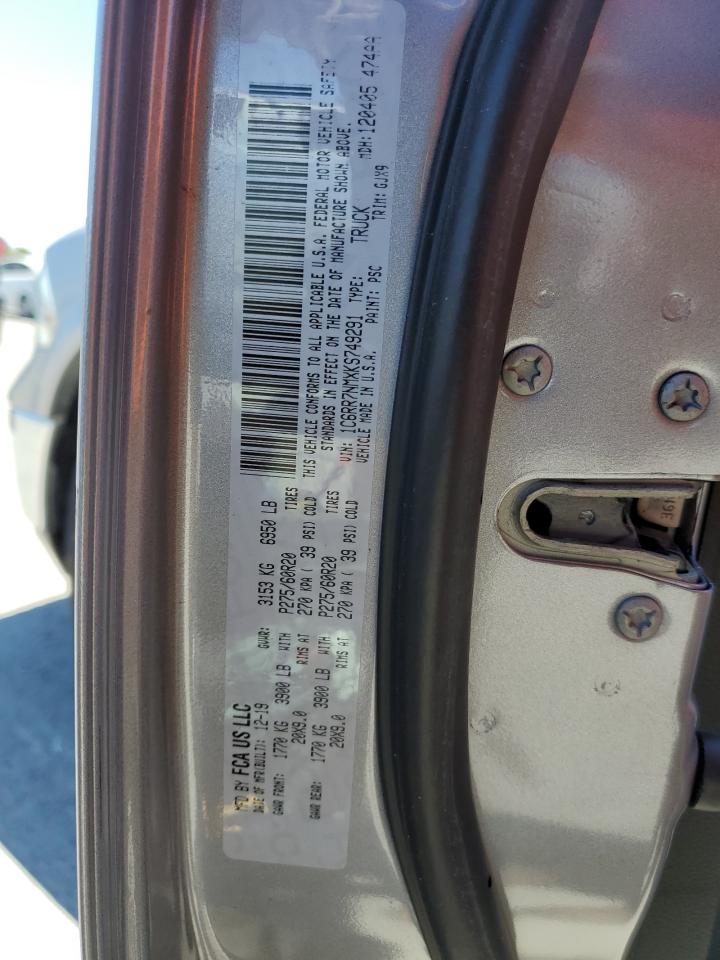 MFD BY FCA US LLC
DATE OF MFR(BUILT): 12-19 GVWR: 3153 KG 6950 LB
GAWR FRONT: 1770 KG 3900 LB WITH P275/60R20 TIRES
20X9.0 RIMS AT 270 KPA ( 39 PSI) COLD
GAWR REAR: 1770 KG 3900 LB WITH P275/60R20 TIRES
20X9.0 RIMS AT 270 KPA ( 39 PSI) COLD
THIS VEHICLE CONFORMS TO ALL APPLICABLE U.S.A. FEDERAL MOTOR VEHICLE SAFETY
STANDARDS IN EFFECT ON THE DATE OF MANUFACTURE SHOWN ABOVE.
VIN: 1C6RR7NMXKS749291 TYPE: TRUCK MDH: 120405 474AA
VEHICLE MADE IN U.S.A. PAINT: PSC TRIM: GJX9